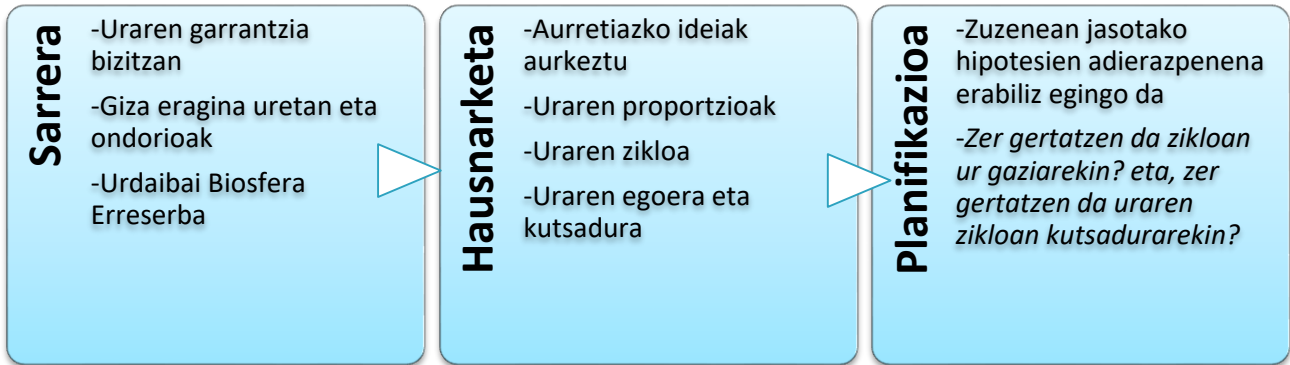 Sarrera
-Uraren garrantzia
bizitzan
-Giza eragina uretan eta
ondorioak
-Urdaibai Biosfera
Erreserba
Hausnarketa
-Aurretiazko ideiak
aurkeztu
-Uraren proportzioak
-Uraren zikloa
-Uraren egoera eta
kutsadura
Planifikazioa
-Zuzenean jasotako
hipotesien adierazpenena
erabiliz egingo da
-Zer gertatzen da zikloan
ur gaziarekin? eta, zer
gertatzen da uraren
zikloan kutsadurarekin?